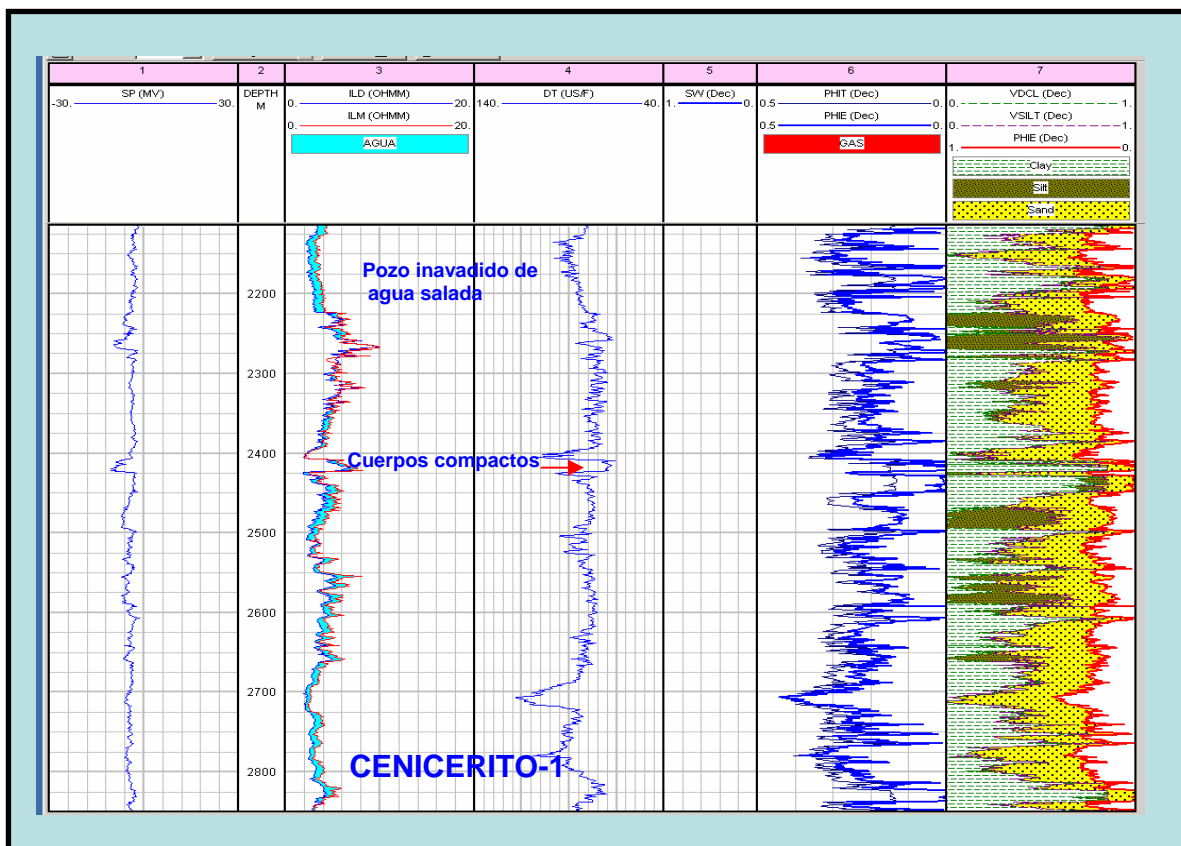 1 2 3 4 5 6 7
SP (MV)
-30. 30.
DEPTH
M
ILD (OHMM)
0. 20.
ILM (OHMM)
0. 20.
AGUA
DT (US/F)
140. 40.
SW (Dec)
1. 0.
PHIT (Dec)
0.5 0.
PHIE (Dec)
0.5 0.
GAS
VDCL (Dec)
0. 1.
VSILT (Dec)
0. 1.
PHIE (Dec)
1. 0.
Clay
Silt
Sand
Pozo inavadido de
agua salada
2200
2300
2400
Cuerpos compactos
2500
2600
2700
2800
CENICERITO-1